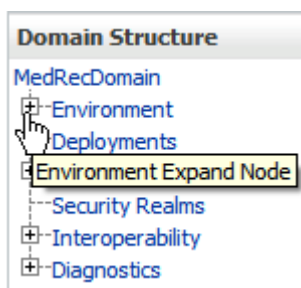 Domain Structure
MedRecDomain
Environment
Deployments
Environment Expand Node
Security Realms
Interoperability
Diagnostics